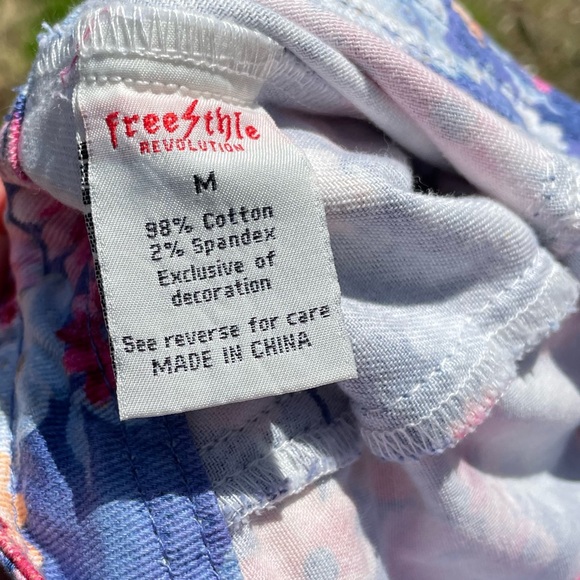 freestyle
REVOLUTION
M
98% Cotton
2% Spandex
Exclusive of
decoration
See reverse for care
MADE IN CHINA